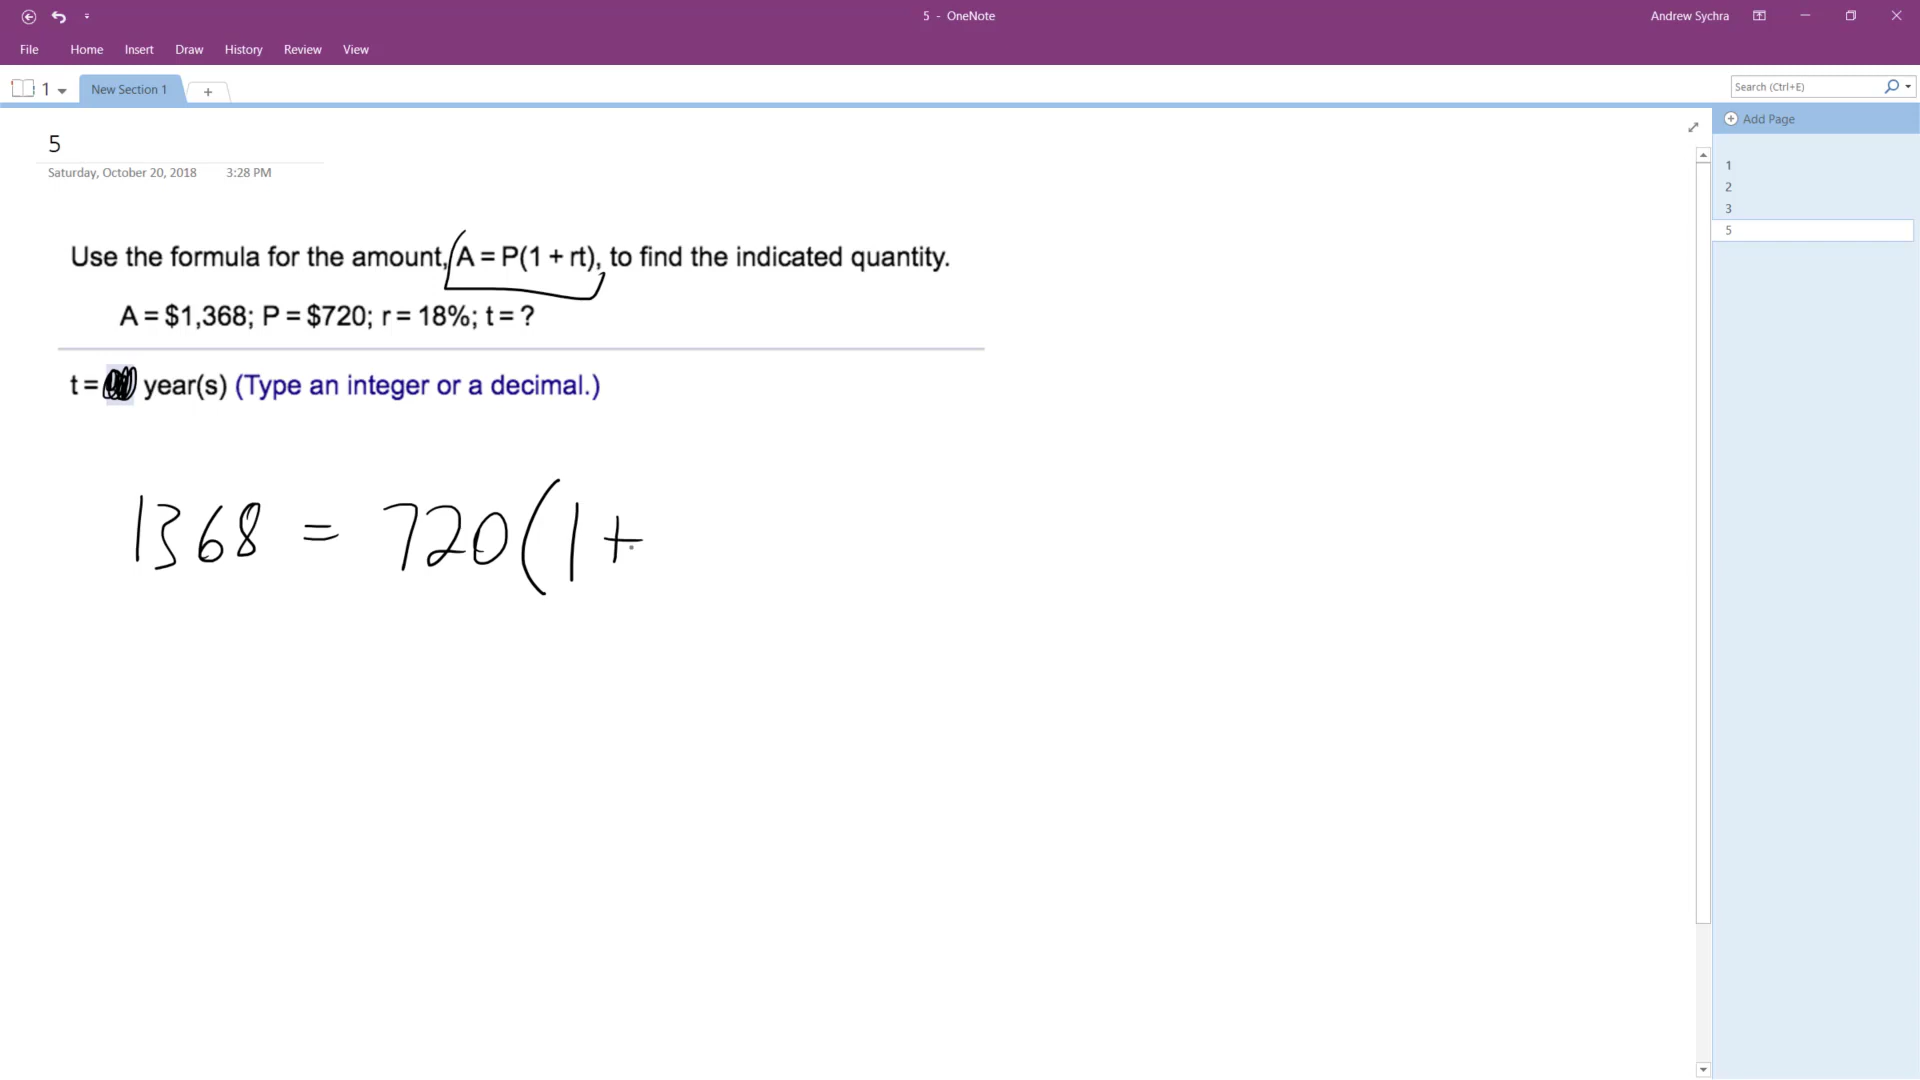 5 - OneNote
Andrew Sychra
File Home Insert Draw History Review View
1 New Section 1 +
Search (Ctrl+E)
Add Page
1
2
3
5
5
Saturday, October 20, 2018 3:28 PM
Use the formula for the amount, A = P(1 + rt), to find the indicated quantity.
A = $1,368; P = $720; r = 18%; t = ?
t = year(s) (Type an integer or a decimal.)
1368 = 720(1 +